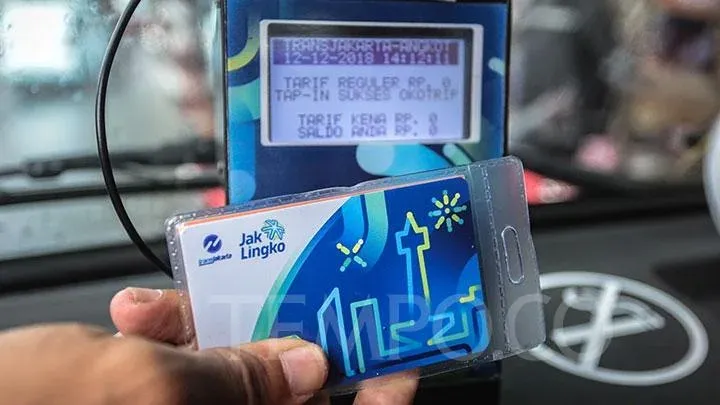 TRANSJAKARTA-ANGKOT
12-12-2018 14:12:11
TARIF REGULER RP. 0
TAP-IN SUKSES OKOTRIP
TARIF KENA RP. 0
SALDO ANDA RP. 0
transjakarta
Jak
Lingko
TEMPO.CO